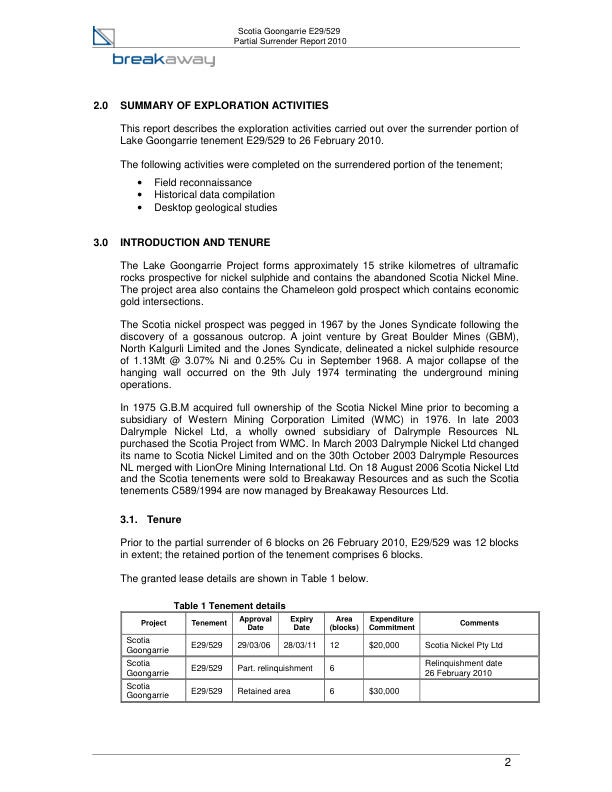 Scotia Goongarrie E29/529
Partial Surrender Report 2010
breakaway
2.0 SUMMARY OF EXPLORATION ACTIVITIES
This report describes the exploration activities carried out over the surrender portion of
Lake Goongarrie tenement E29/529 to 26 February 2010.
The following activities were completed on the surrendered portion of the tenement;
• Field reconnaissance
• Historical data compilation
• Desktop geological studies
3.0 INTRODUCTION AND TENURE
The Lake Goongarrie Project forms approximately 15 strike kilometres of ultramafic
rocks prospective for nickel sulphide and contains the abandoned Scotia Nickel Mine.
The project area also contains the Chameleon gold prospect which contains economic
gold intersections.
The Scotia nickel prospect was pegged in 1967 by the Jones Syndicate following the
discovery of a gossanous outcrop. A joint venture by Great Boulder Mines (GBM),
North Kalgurli Limited and the Jones Syndicate, delineated a nickel sulphide resource
of 1.13Mt @ 3.07% Ni and 0.25% Cu in September 1968. A major collapse of the
hanging wall occurred on the 9th July 1974 terminating the underground mining
operations.
In 1975 G.B.M acquired full ownership of the Scotia Nickel Mine prior to becoming a
subsidiary of Western Mining Corporation Limited (WMC) in 1976. In late 2003
Dalrymple Nickel Ltd, a wholly owned subsidiary of Dalrymple Resources NL
purchased the Scotia Project from WMC. In March 2003 Dalrymple Nickel Ltd changed
its name to Scotia Nickel Limited and on the 30th October 2003 Dalrymple Resources
NL merged with LionOre Mining International Ltd. On 18 August 2006 Scotia Nickel Ltd
and the Scotia tenements were sold to Breakaway Resources and as such the Scotia
tenements C589/1994 are now managed by Breakaway Resources Ltd.
3.1. Tenure
Prior to the partial surrender of 6 blocks on 26 February 2010, E29/529 was 12 blocks
in extent; the retained portion of the tenement comprises 6 blocks.
The granted lease details are shown in Table 1 below.
Table 1 Tenement details
Project Tenement Approval Date Expiry Date Area (blocks) Expenditure Commitment Comments
Scotia Goongarrie E29/529 29/03/06 28/03/11 12 $20,000 Scotia Nickel Pty Ltd
Scotia Goongarrie E29/529 Part. relinquishment 6 Relinquishment date 26 February 2010
Scotia Goongarrie E29/529 Retained area 6 $30,000
2